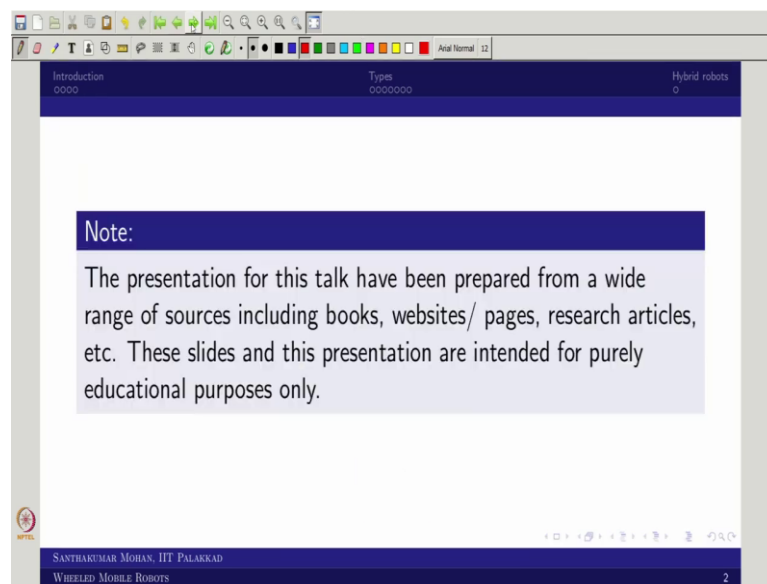 Arial Normal 12
Introduction Types Hybrid robots
Note:
The presentation for this talk have been prepared from a wide
range of sources including books, websites/ pages, research articles,
etc. These slides and this presentation are intended for purely
educational purposes only.
NPTEL
SANTHAKUMAR MOHAN, IIT PALAKKAD
WHEELED MOBILE ROBOTS 2